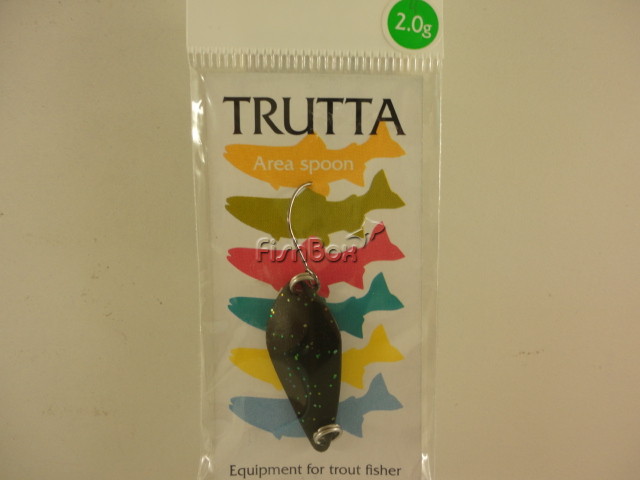 2.0g
TRUTTA
Area spoon
FishBox
Equipment for trout fisher